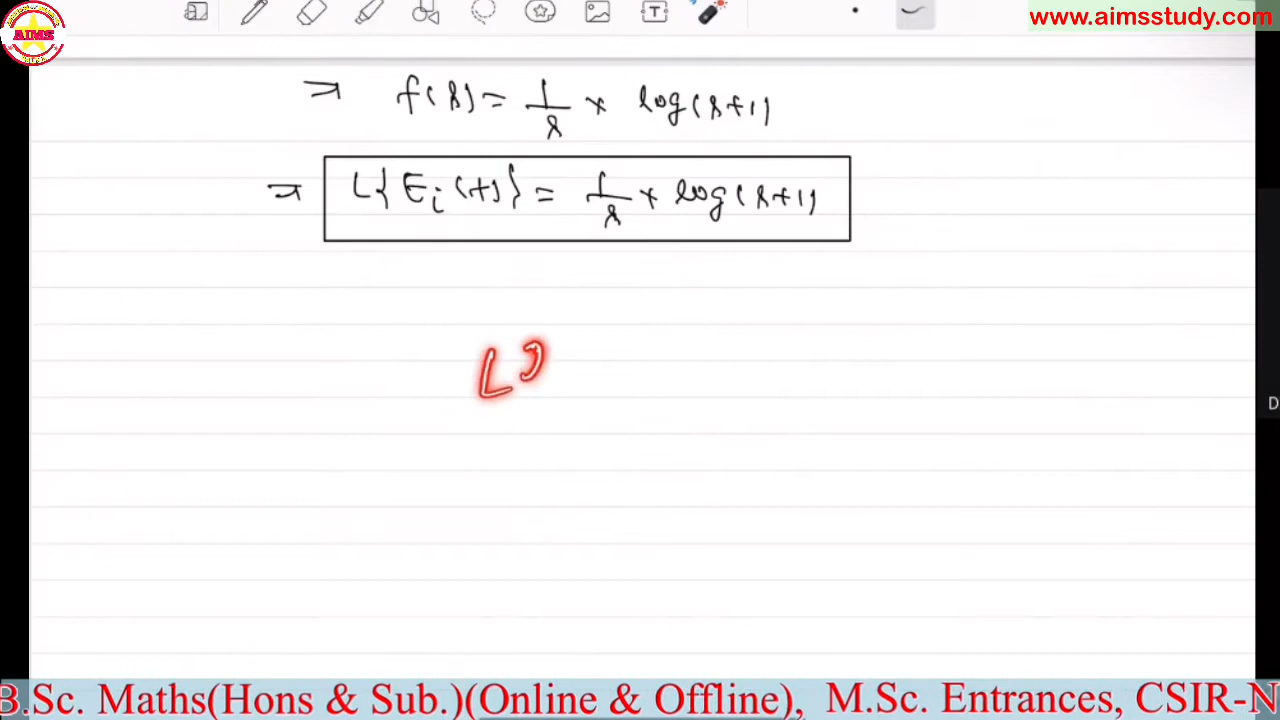 AIMS
www.aimsstudy.com
⇒ f(s) = 1/s × log(s+1)
⇒ L{Ei(t)} = 1/s × log(s+1)
L
D
B.Sc. Maths(Hons & Sub.)(Online & Offline), M.Sc. Entrances, CSIR-N